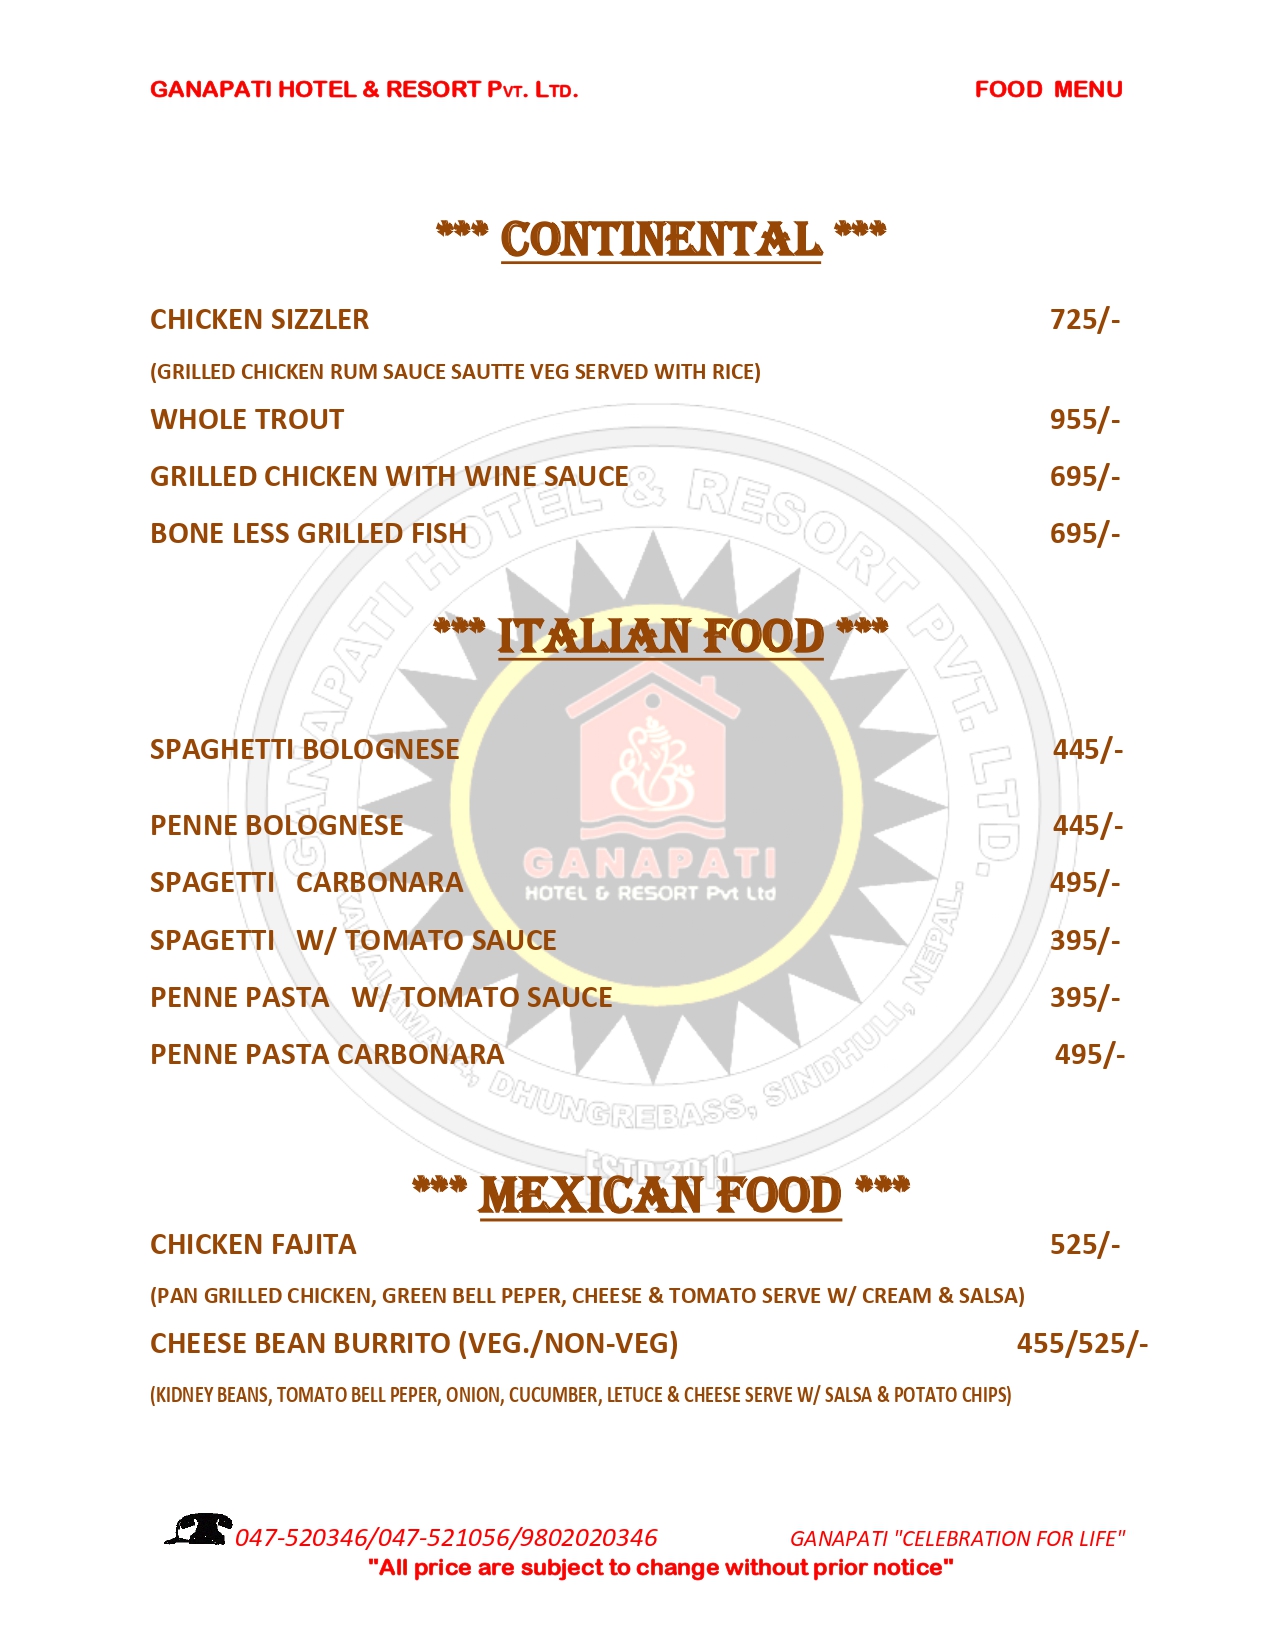 GANAPATI HOTEL & RESORT PVT. LTD. FOOD MENU
*** CONTINENTAL ***
CHICKEN SIZZLER 725/-
(GRILLED CHICKEN RUM SAUCE SAUTTE VEG SERVED WITH RICE)
WHOLE TROUT 955/-
GRILLED CHICKEN WITH WINE SAUCE 695/-
BONE LESS GRILLED FISH 695/-
*** ITALIAN FOOD ***
SPAGHETTI BOLOGNESE 445/-
PENNE BOLOGNESE 445/-
SPAGETTI CARBONARA 495/-
SPAGETTI W/ TOMATO SAUCE 395/-
PENNE PASTA W/ TOMATO SAUCE 395/-
PENNE PASTA CARBONARA 495/-
*** MEXICAN FOOD ***
CHICKEN FAJITA 525/-
(PAN GRILLED CHICKEN, GREEN BELL PEPER, CHEESE & TOMATO SERVE W/ CREAM & SALSA)
CHEESE BEAN BURRITO (VEG./NON-VEG) 455/525/-
(KIDNEY BEANS, TOMATO BELL PEPER, ONION, CUCUMBER, LETUCE & CHEESE SERVE W/ SALSA & POTATO CHIPS)
047-520346/047-521056/9802020346 GANAPATI "CELEBRATION FOR LIFE"
"All price are subject to change without prior notice"
GANAPATI HOTEL & RESORT PVT. LTD.
GANAPATI
HOTEL & RESORT Pvt Ltd
DHUNGREBASS, SINDHULI, NEPAL.